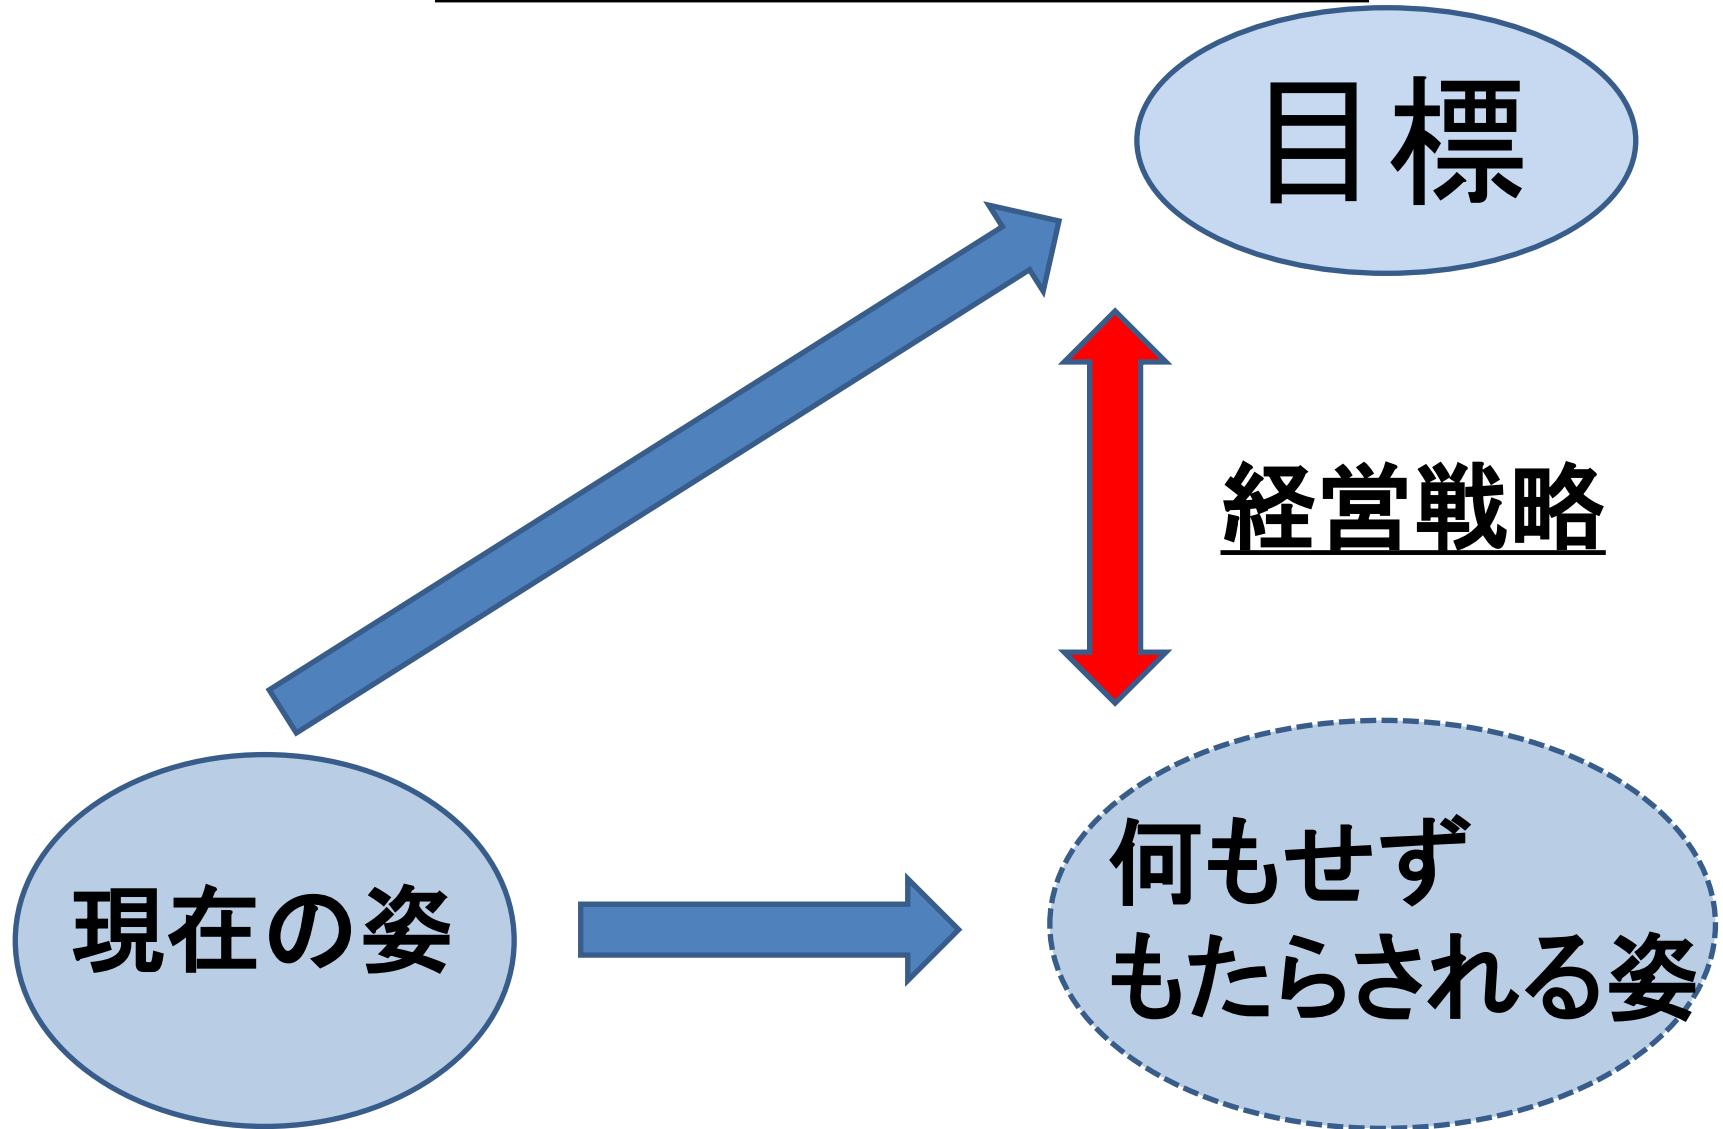 目標
経営戦略
現在の姿
何もせず
もたらされる姿